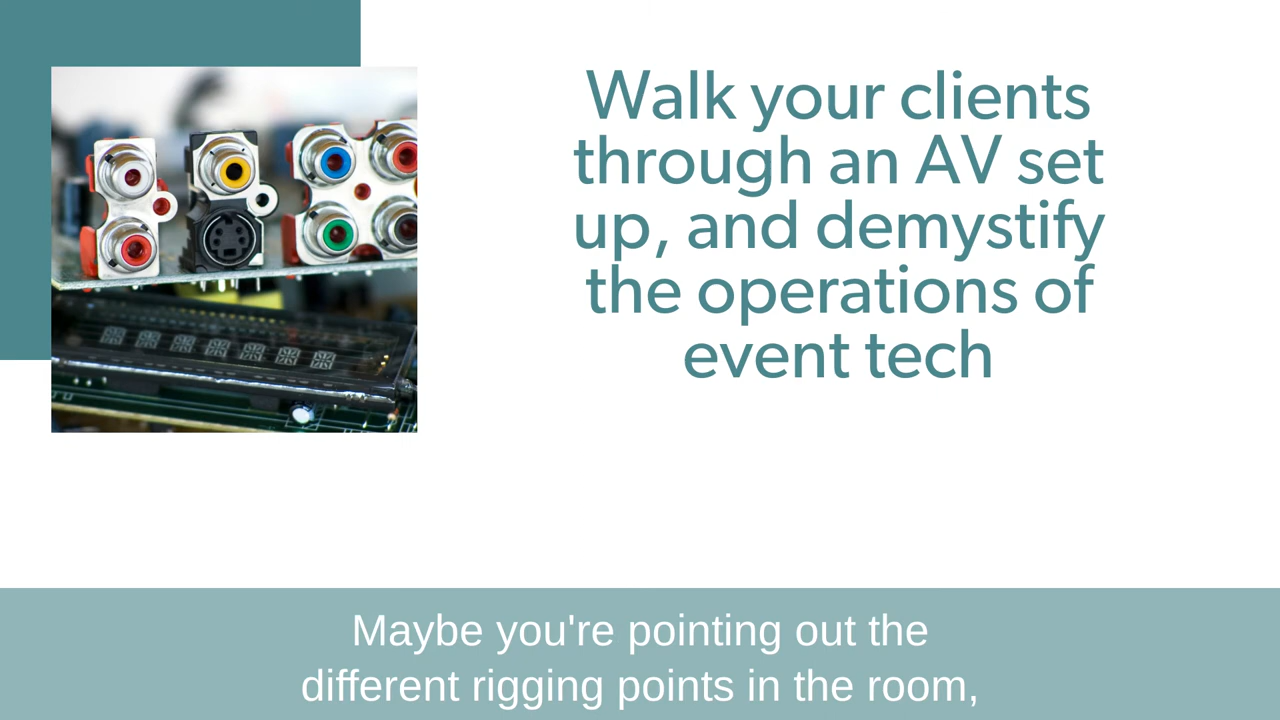 Walk your clients
through an AV set
up, and demystify
the operations of
event tech
Maybe you're pointing out the
different rigging points in the room,